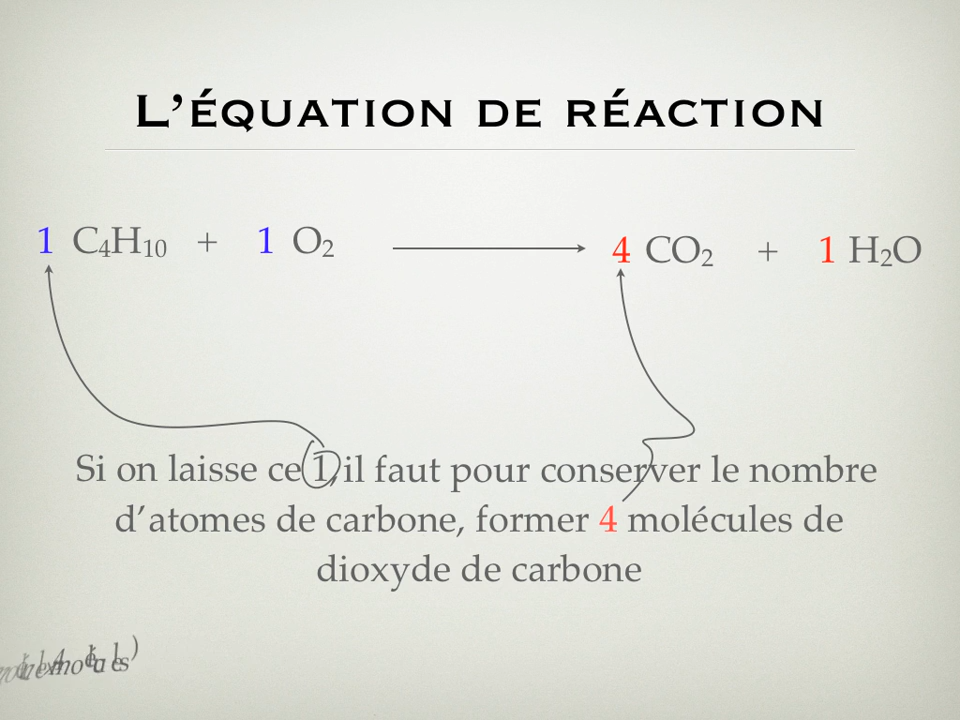 L'ÉQUATION DE RÉACTION
1 C₄H₁₀ + 1 O₂ ⟶ 4 CO₂ + 1 H₂O
Si on laisse ce 1, il faut pour conserver le nombre
d'atomes de carbone, former 4 molécules de
dioxyde de carbone